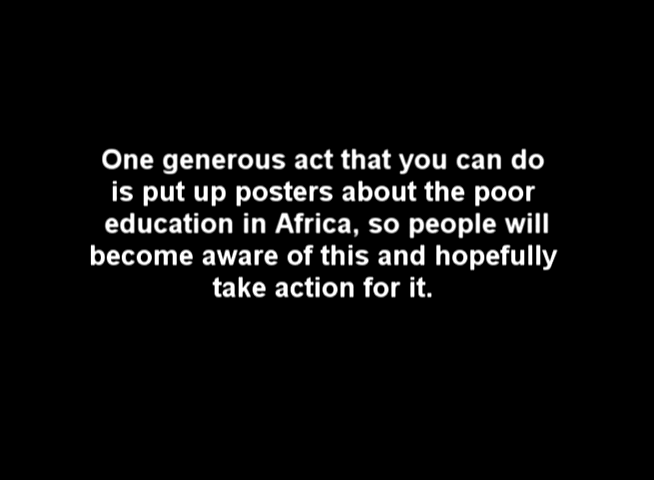 One generous act that you can do
is put up posters about the poor
education in Africa, so people will
become aware of this and hopefully
take action for it.